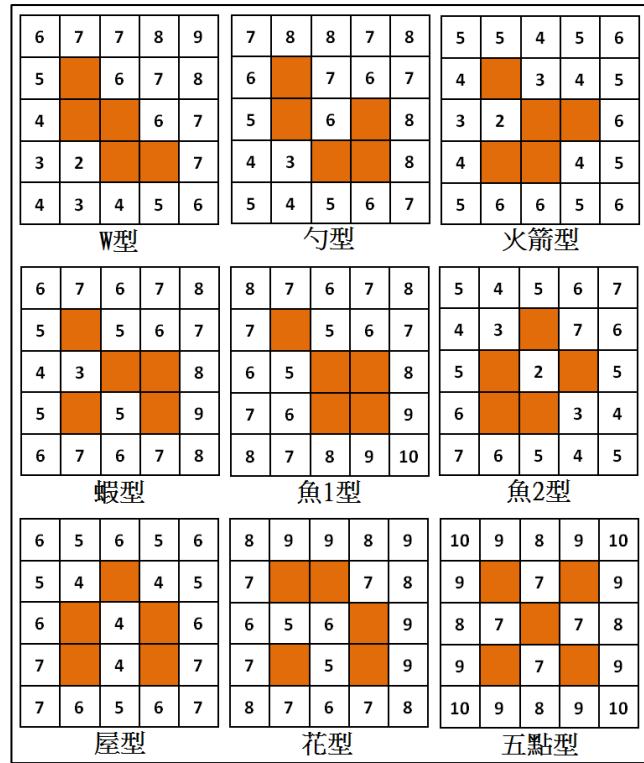 6 7 7 8 9
5 6 7 8
4 6 7
3 2 7
4 3 4 5 6
W型
7 8 8 7 8
6 7 6 7
5 6 8
4 3 8
5 4 5 6 7
勺型
5 5 4 5 6
4 3 4 5
3 2 6
4 4 5
5 6 6 5 6
火箭型
6 7 6 7 8
5 5 6 7
4 3 8
5 5 9
6 7 6 7 8
蝦型
8 7 6 7 8
7 5 6 7
6 5 8
7 6 9
8 7 8 9 10
魚1型
5 4 5 6 7
4 3 7 6
5 2 5
6 3 4
7 6 5 4 5
魚2型
6 5 6 5 6
5 4 4 5
6 4 6
7 4 7
7 6 5 6 7
屋型
8 9 9 8 9
7 7 8
6 5 6 9
7 5 9
8 7 6 7 8
花型
10 9 8 9 10
9 7 9
8 7 7 8
9 7 9
10 9 8 9 10
五點型